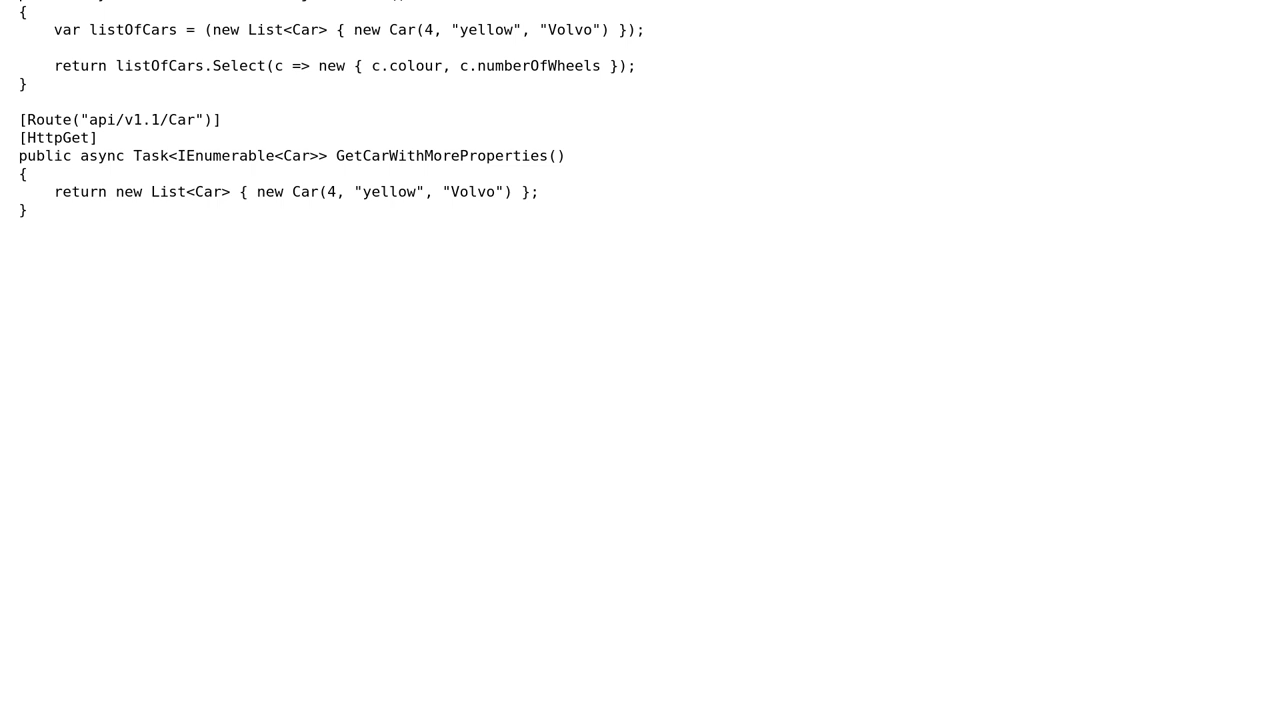 {
    var listOfCars = (new List<Car> { new Car(4, "yellow", "Volvo") });

    return listOfCars.Select(c => new { c.colour, c.numberOfWheels });
}

[Route("api/v1.1/Car")]
[HttpGet]
public async Task<IEnumerable<Car>> GetCarWithMoreProperties()
{
    return new List<Car> { new Car(4, "yellow", "Volvo") };
}